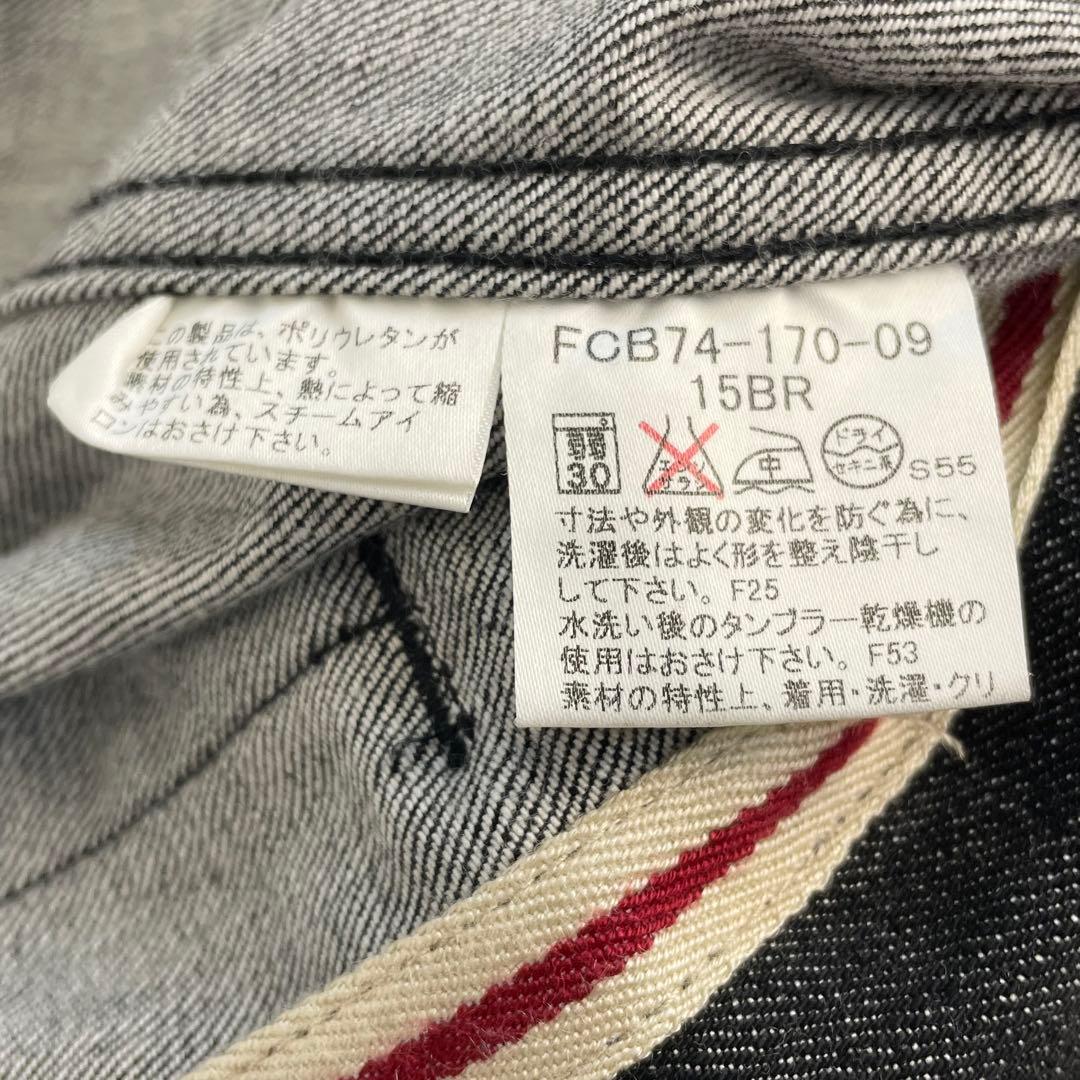 この製品は、ポリウレタンが
使用されています。
素材の特性上、熱によって縮
みやすい為、スチームアイ
ロンはおさけ下さい。
FCB74-170-09
15BR
弱
30
エンソ
サラシ
中
ドライ
セキユ系
S55
寸法や外観の変化を防ぐ為に、
洗濯後はよく形を整え陰干し
して下さい。F25
水洗い後のタンブラー乾燥機の
使用はおさけ下さい。F53
素材の特性上、着用・洗濯・クリ